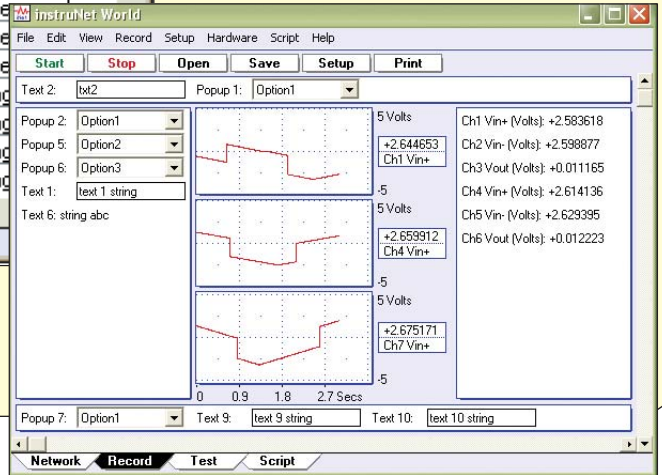 instruNet World
File Edit View Record Setup Hardware Script Help
Start Stop Open Save Setup Print
Text 2: txt2 Popup 1: Option1
Popup 2: Option1
Popup 5: Option2
Popup 6: Option3
Text 1: text 1 string
Text 6: string abc
5 Volts
+2.644653
Ch1 Vin+
-5
5 Volts
+2.659912
Ch4 Vin+
-5
5 Volts
+2.675171
Ch7 Vin+
-5
0 0.9 1.8 2.7 Secs
Ch1 Vin+ (Volts): +2.583618
Ch2 Vin- (Volts): +2.598877
Ch3 Vout (Volts): +0.011165
Ch4 Vin+ (Volts): +2.614136
Ch5 Vin- (Volts): +2.629395
Ch6 Vout (Volts): +0.012223
Popup 7: Option1 Text 9: text 9 string Text 10: text 10 string
Network Record Test Script